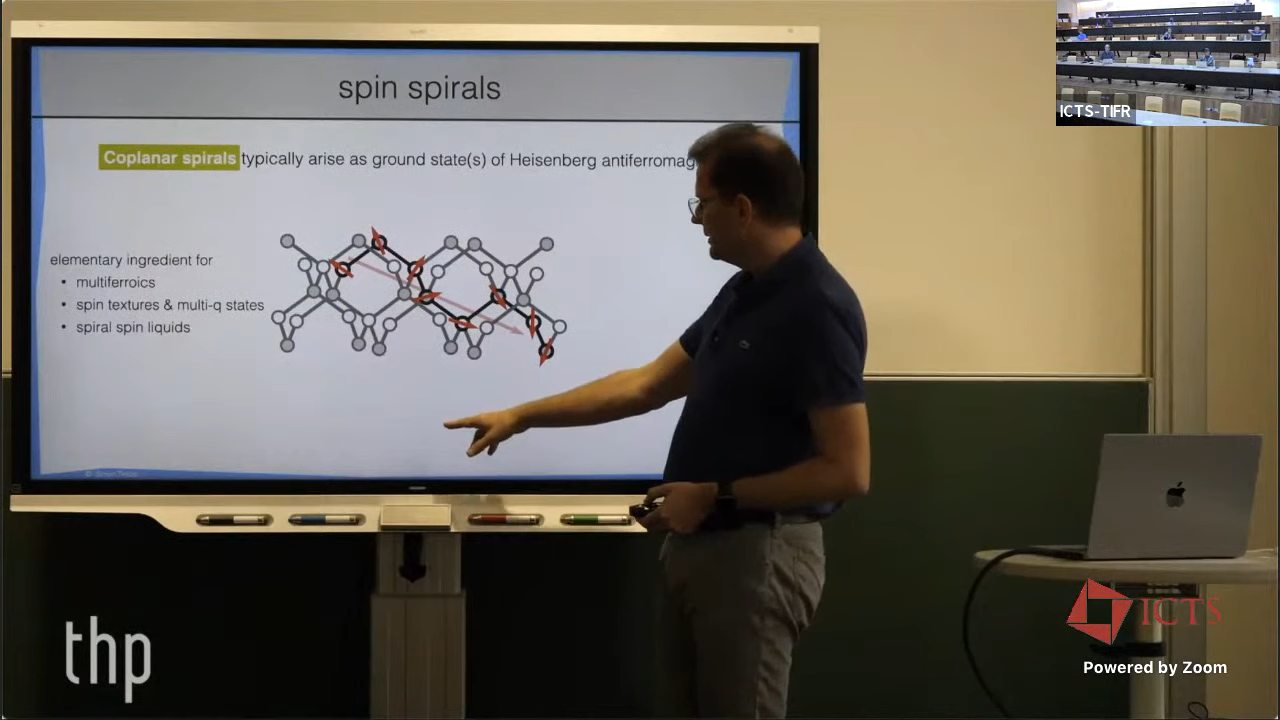 spin spirals
Coplanar spirals typically arise as ground state(s) of Heisenberg antiferromag
elementary ingredient for
• multiferroics
• spin textures & multi-q states
• spiral spin liquids
ICTS-TIFR
thp
ICTS
Powered by Zoom